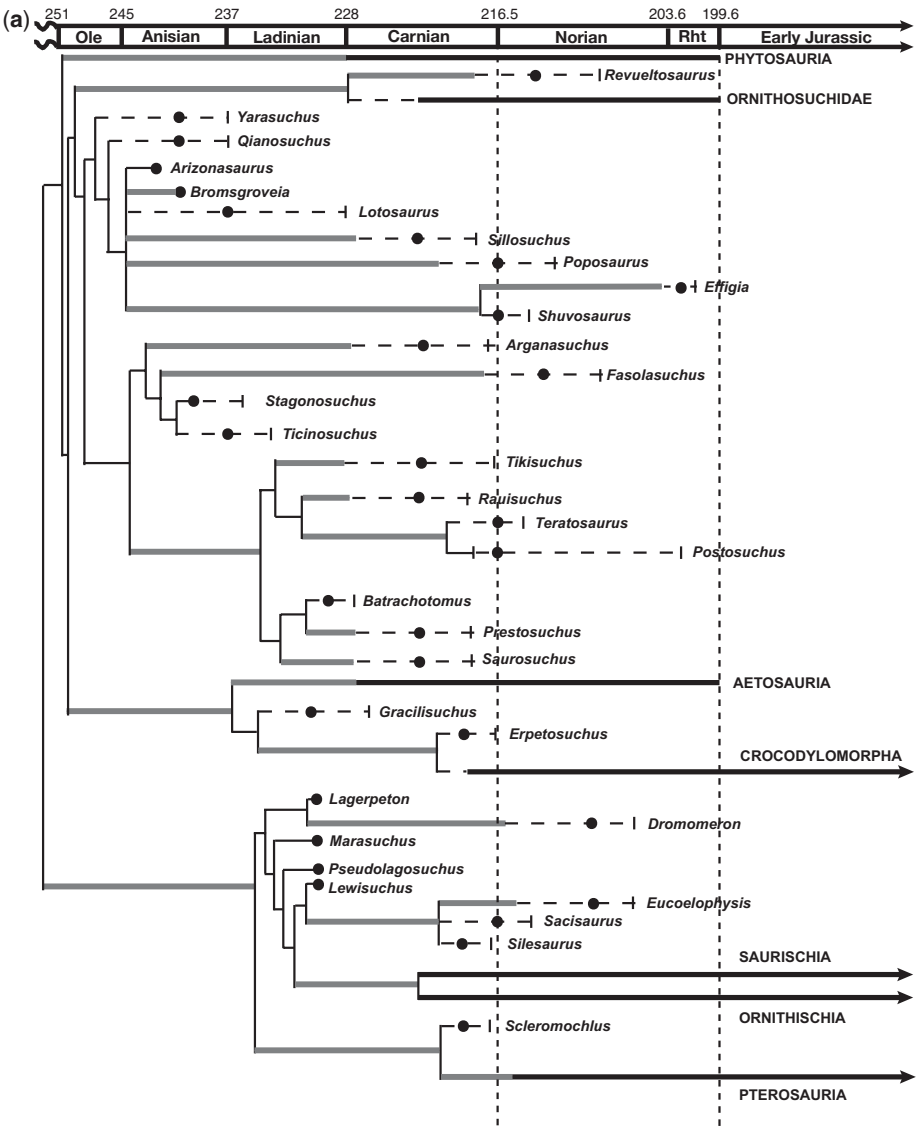 (a) 251 245 237 228 216.5 203.6 199.6
Ole Anisian Ladinian Carnian Norian Rht Early Jurassic
PHYTOSAURIA
Revueltosaurus
ORNITHOSUCHIDAE
Yarasuchus
Qianosuchus
Arizonasaurus
Bromsgroveia
Lotosaurus
Sillosuchus
Poposaurus
Effigia
Shuvosaurus
Arganasuchus
Fasolasuchus
Stagonosuchus
Ticinosuchus
Tikisuchus
Rauisuchus
Teratosaurus
Postosuchus
Batrachotomus
Prestosuchus
Saurosuchus
AETOSAURIA
Gracilisuchus
Erpetosuchus
CROCODYLOMORPHA
Lagerpeton
Dromomeron
Marasuchus
Pseudolagosuchus
Lewisuchus
Eucoelophysis
Sacisaurus
Silesaurus
SAURISCHIA
ORNITHISCHIA
Scleromochlus
PTEROSAURIA